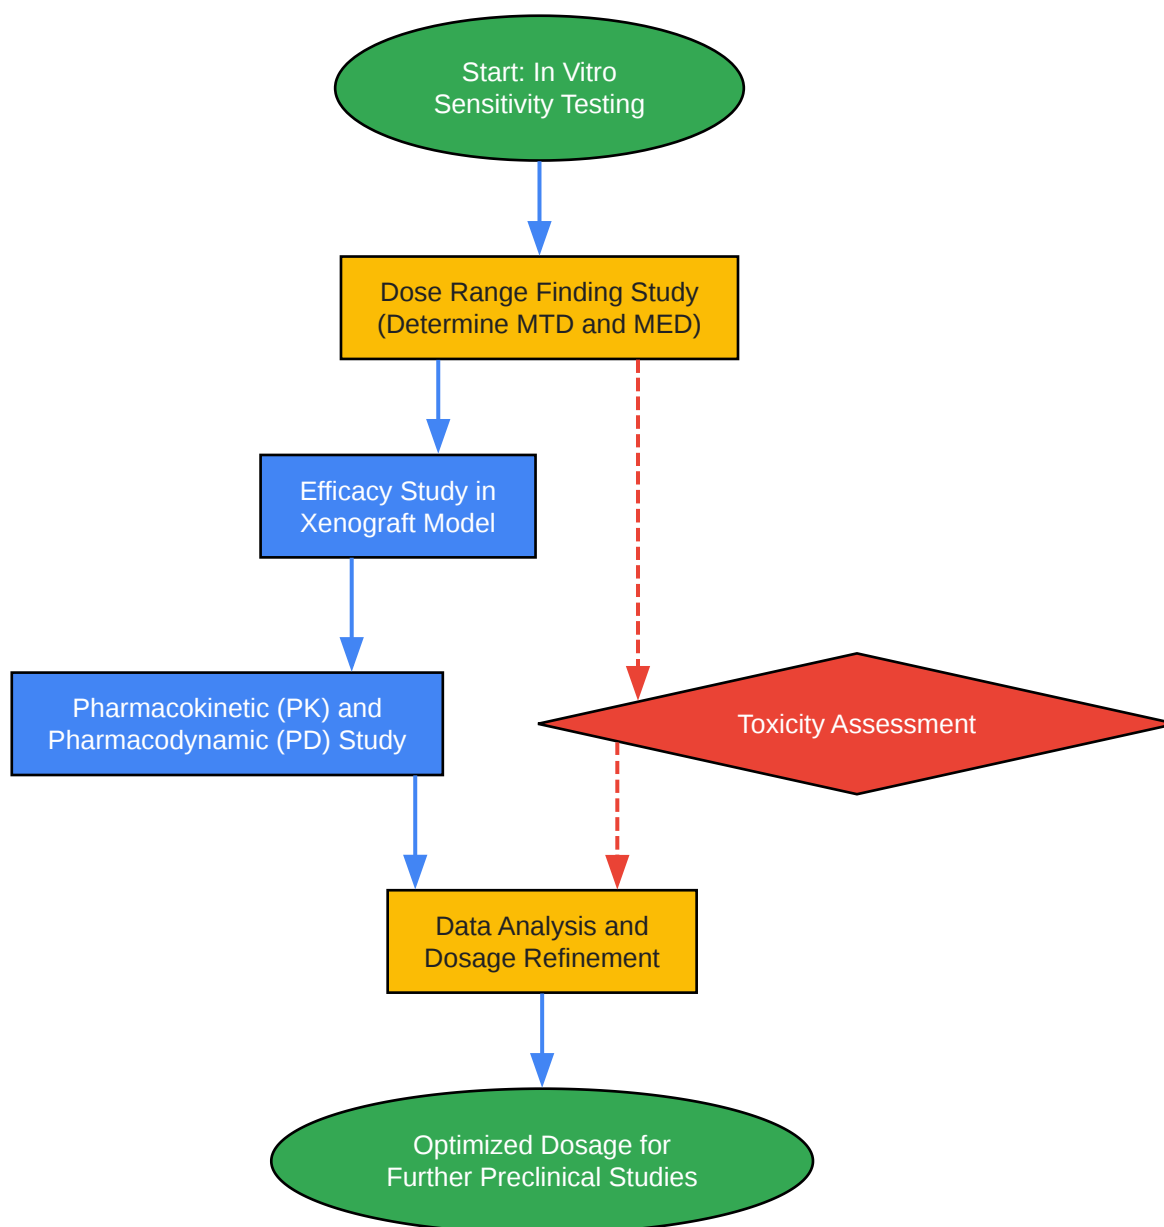 Start: In Vitro
Sensitivity Testing
Dose Range Finding Study
(Determine MTD and MED)
Efficacy Study in
Xenograft Model
Pharmacokinetic (PK) and
Pharmacodynamic (PD) Study
Toxicity Assessment
Data Analysis and
Dosage Refinement
Optimized Dosage for
Further Preclinical Studies